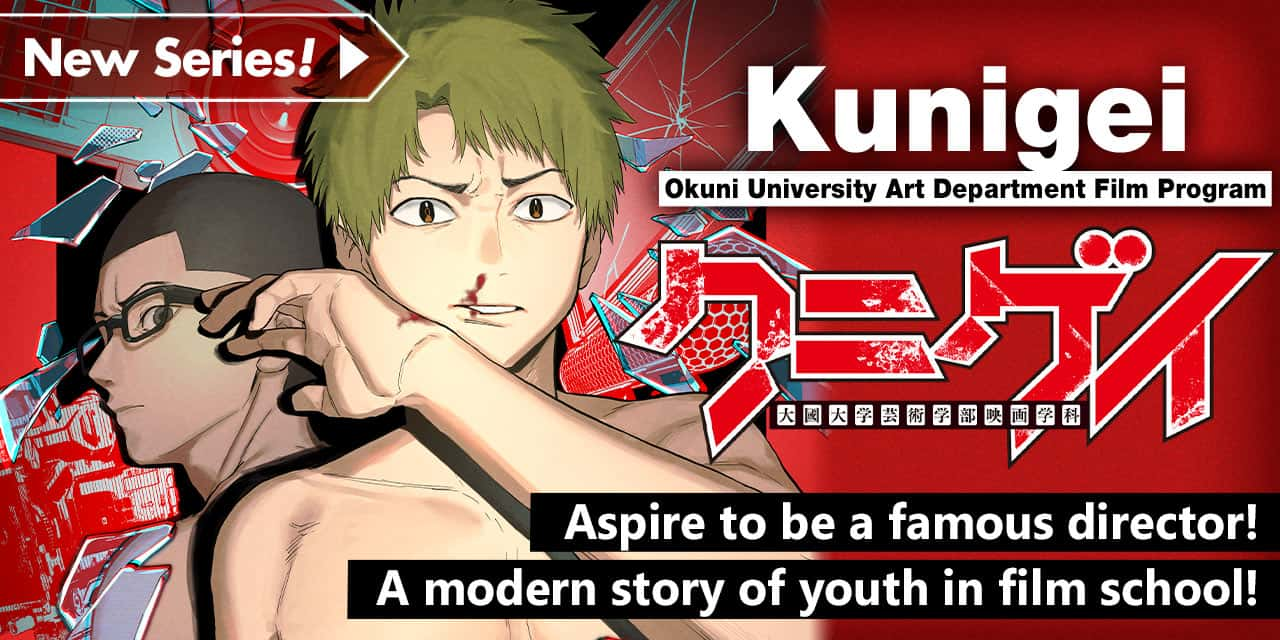 New Series!
Kunigei
Okuni University Art Department Film Program
クニゲイ
大國大学芸術学部映画学科
Aspire to be a famous director!
A modern story of youth in film school!